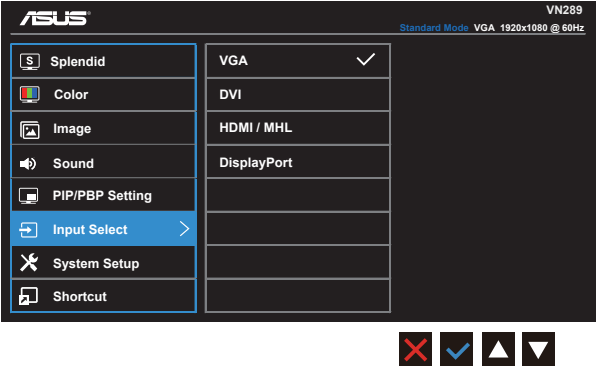 ASUS
VN289
Standard Mode VGA 1920x1080 @ 60Hz
S Splendid
VGA
Color
DVI
Image
HDMI / MHL
Sound
DisplayPort
PIP/PBP Setting
Input Select
System Setup
Shortcut